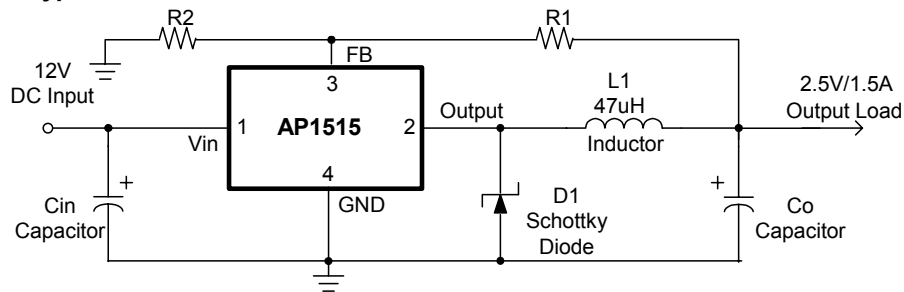 R2
R1
FB
3
12V
DC Input
1
Vin
AP1515
2
Output
L1
47uH
Inductor
2.5V/1.5A
Output Load
4
GND
+
Cin
Capacitor
D1
Schottky
Diode
+
Co
Capacitor